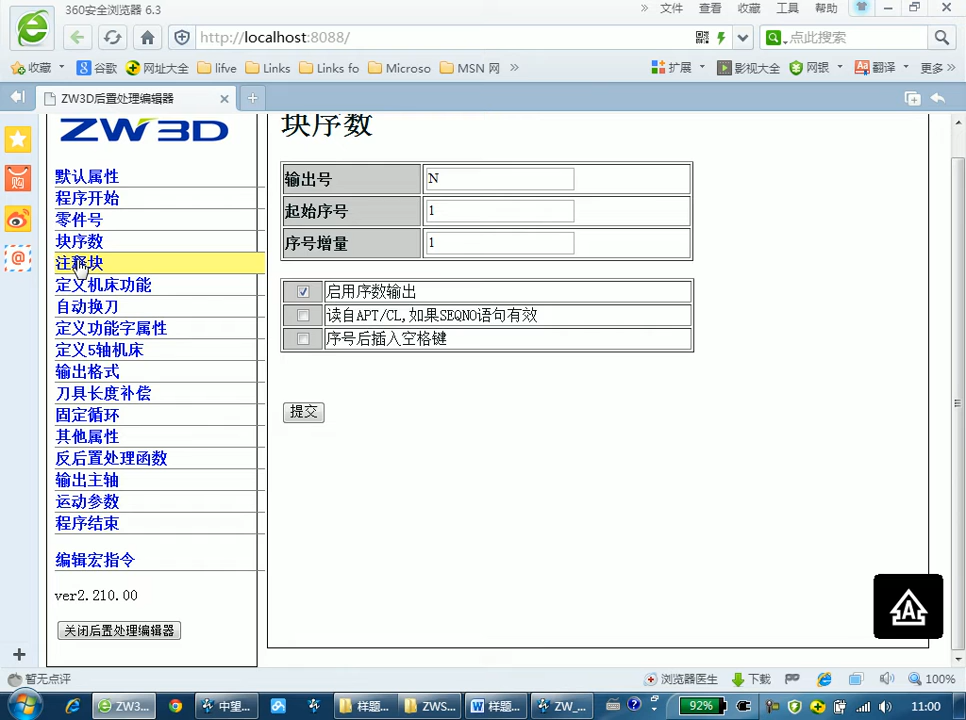 360安全浏览器 6.3
» 文件 查看 收藏 工具 帮助
http://localhost:8088/
点此搜索
收藏 谷歌 网址大全 lifve Links Links fo Microso MSN 网 » 扩展 影视大全 网银 翻译 更多 »
ZW3D后置处理编辑器
ZW3D
购
默认属性
程序开始
零件号
块序数
注释块
定义机床功能
自动换刀
定义功能字属性
定义5轴机床
输出格式
刀具长度补偿
固定循环
其他属性
反后置处理函数
输出主轴
运动参数
程序结束
编辑宏指令
ver2.210.00
关闭后置处理编辑器
块序数
输出号 N
起始序号 1
序号增量 1
启用序数输出
读自APT/CL,如果SEQNO语句有效
序号后插入空格键
提交
A
暂无点评 浏览器医生 下载 100%
ZW3... 中望... 样题... ZWS... 样题... ZW_... 92% 11:00